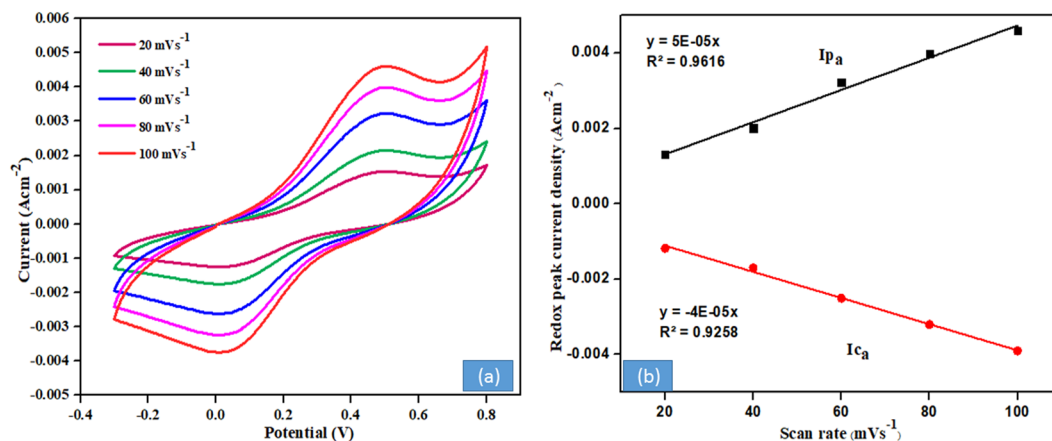 0.006
0.005
0.004
0.003
0.002
0.001
0.000
-0.001
-0.002
-0.003
-0.004
-0.005
Current (Acm⁻²)
(a)
20 mVs⁻¹
40 mVs⁻¹
60 mVs⁻¹
80 mVs⁻¹
100 mVs⁻¹
-0.4 -0.2 0.0 0.2 0.4 0.6 0.8 1.0
Potential (V)
(a)
0.004
0.002
0.000
-0.002
-0.004
Redox peak current density (Acm⁻²)
y = 5E-05x
R² = 0.9616
Ipₐ
(b)
y = -4E-05x
R² = 0.9258
Icₐ
(b)
20 40 60 80 100
Scan rate (mVs⁻¹)